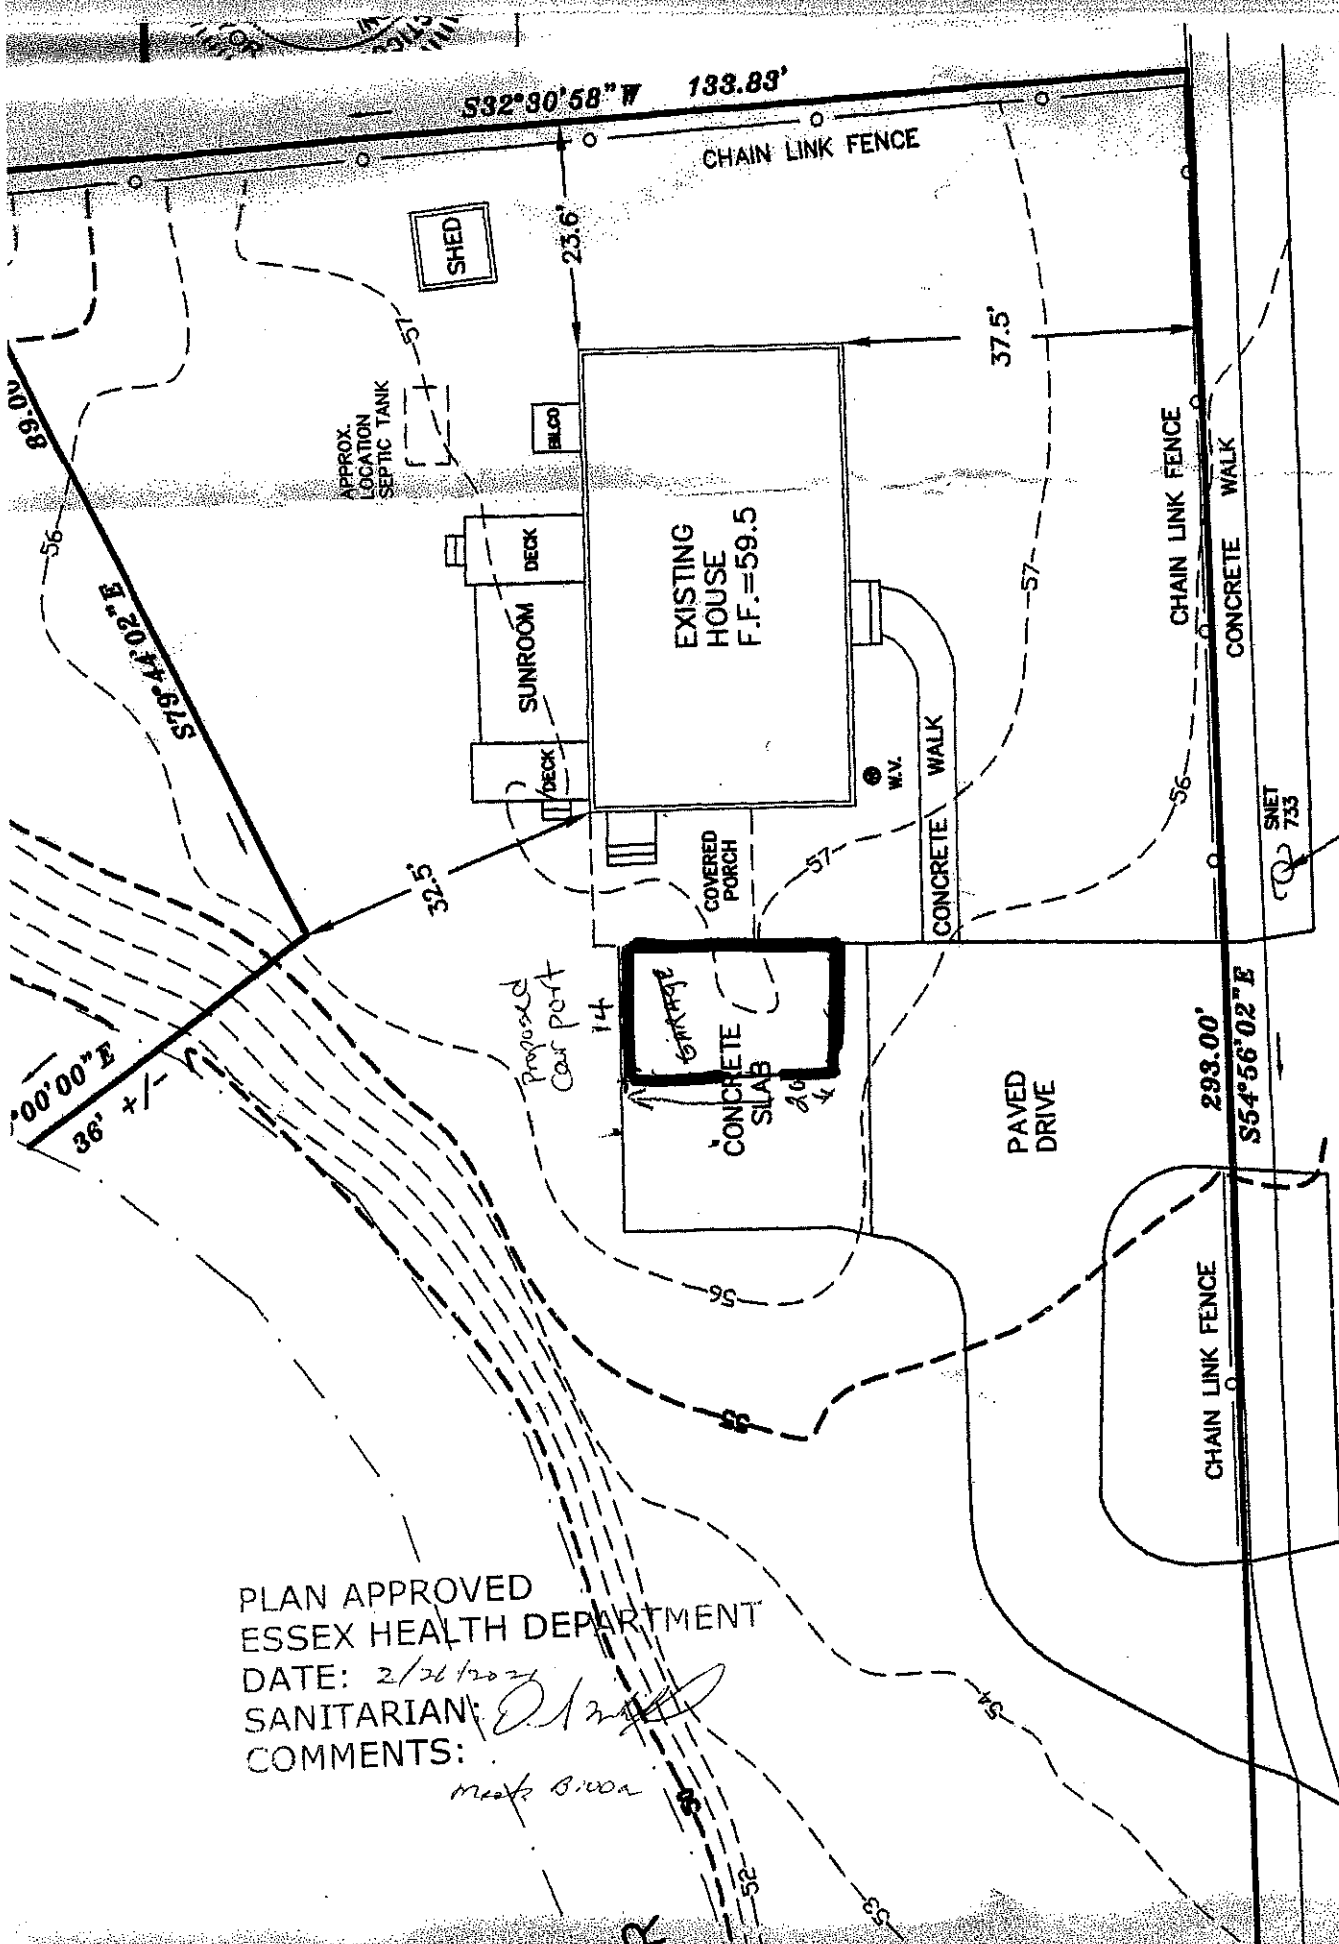 S32°30'58"W 133.83'
CHAIN LINK FENCE
23.6'
SHED
57
37.5'
89.00
APPROX.
LOCATION
SEPTIC TANK
BILCO
56
S79°44'02"E
DECK
SUNROOM
DECK
EXISTING
HOUSE
F.F.=59.5
CHAIN LINK FENCE
CONCRETE WALK
57
W.V.
CONCRETE WALK
56
SNET
733
32.5'
COVERED
PORCH
57
Proposed
Car port
14
GARAGE
CONCRETE
SLAB
20
°00'00"E
36' +/-
PAVED
DRIVE
293.00'
S54°56'02"E
56
55
CHAIN LINK FENCE
PLAN APPROVED
ESSEX HEALTH DEPARTMENT
DATE:
SANITARIAN:
COMMENTS:
54
50
52
53
R